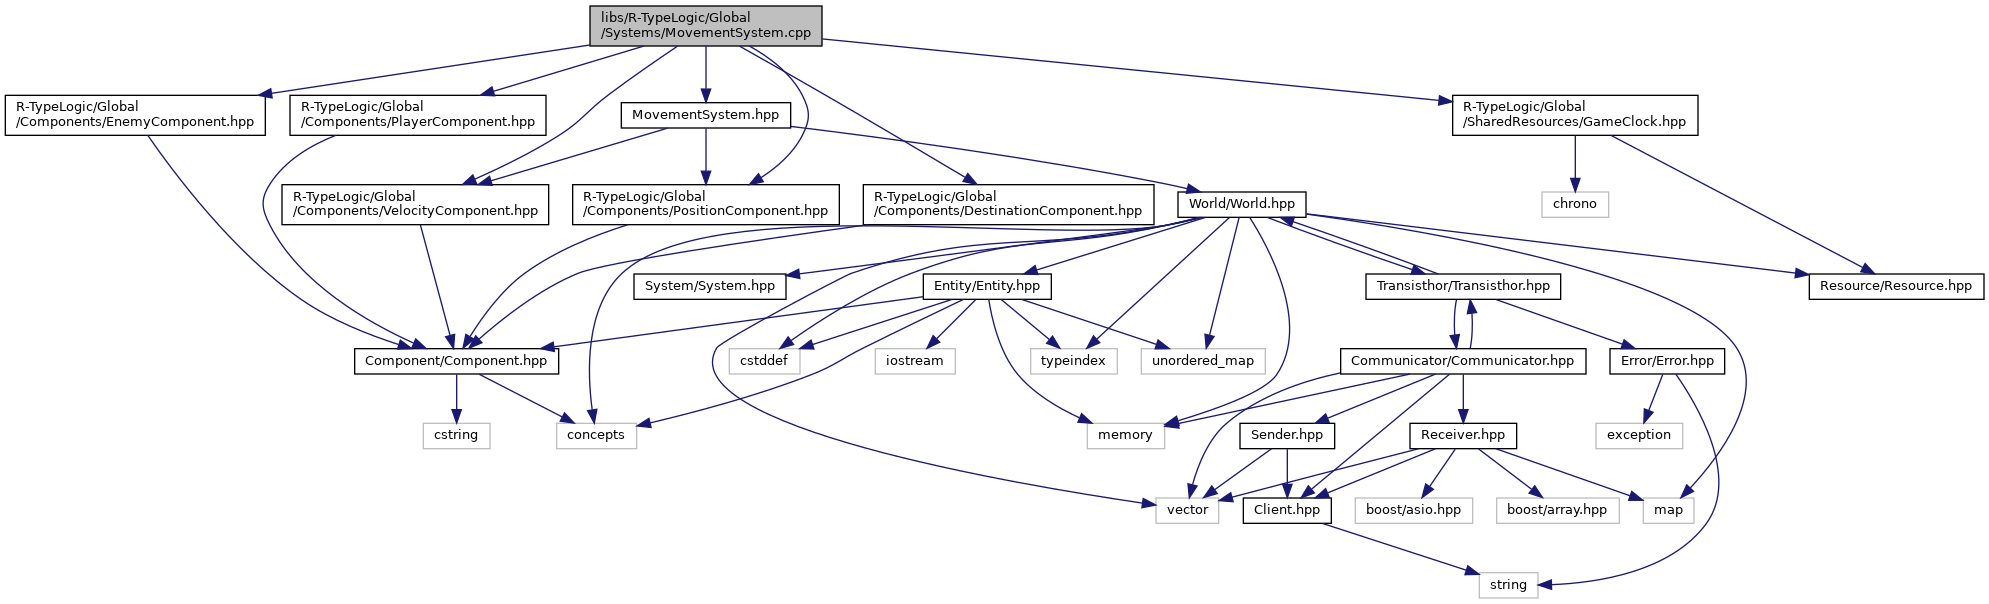 libs/R-TypeLogic/Global
/Systems/MovementSystem.cpp
R-TypeLogic/Global
/Components/EnemyComponent.hpp
R-TypeLogic/Global
/Components/PlayerComponent.hpp
MovementSystem.hpp
R-TypeLogic/Global
/SharedResources/GameClock.hpp
R-TypeLogic/Global
/Components/VelocityComponent.hpp
R-TypeLogic/Global
/Components/PositionComponent.hpp
R-TypeLogic/Global
/Components/DestinationComponent.hpp
World/World.hpp
chrono
System/System.hpp
Entity/Entity.hpp
Transisthor/Transisthor.hpp
Resource/Resource.hpp
Component/Component.hpp
cstddef
iostream
typeindex
unordered_map
Communicator/Communicator.hpp
Error/Error.hpp
cstring
concepts
memory
Sender.hpp
Receiver.hpp
exception
vector
Client.hpp
boost/asio.hpp
boost/array.hpp
map
string